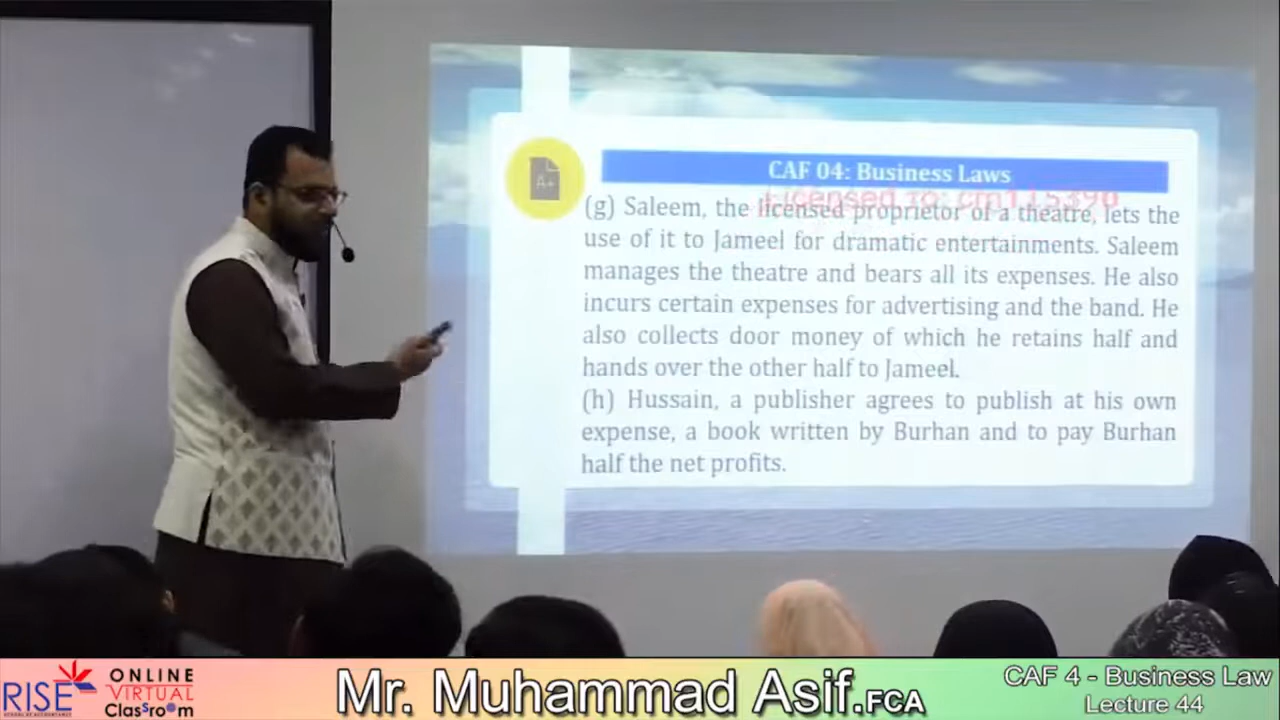 CAF 04: Business Laws
Licensed to: cm115390
(g) Saleem, the licensed proprietor of a theatre, lets the
use of it to Jameel for dramatic entertainments. Saleem
manages the theatre and bears all its expenses. He also
incurs certain expenses for advertising and the band. He
also collects door money of which he retains half and
hands over the other half to Jameel.
(h) Hussain, a publisher agrees to publish at his own
expense, a book written by Burhan and to pay Burhan
half the net profits.
A+
RISE
ONLINE
VIRTUAL
Classroom
Mr. Muhammad Asif.FCA
CAF 4 - Business Law
Lecture 44